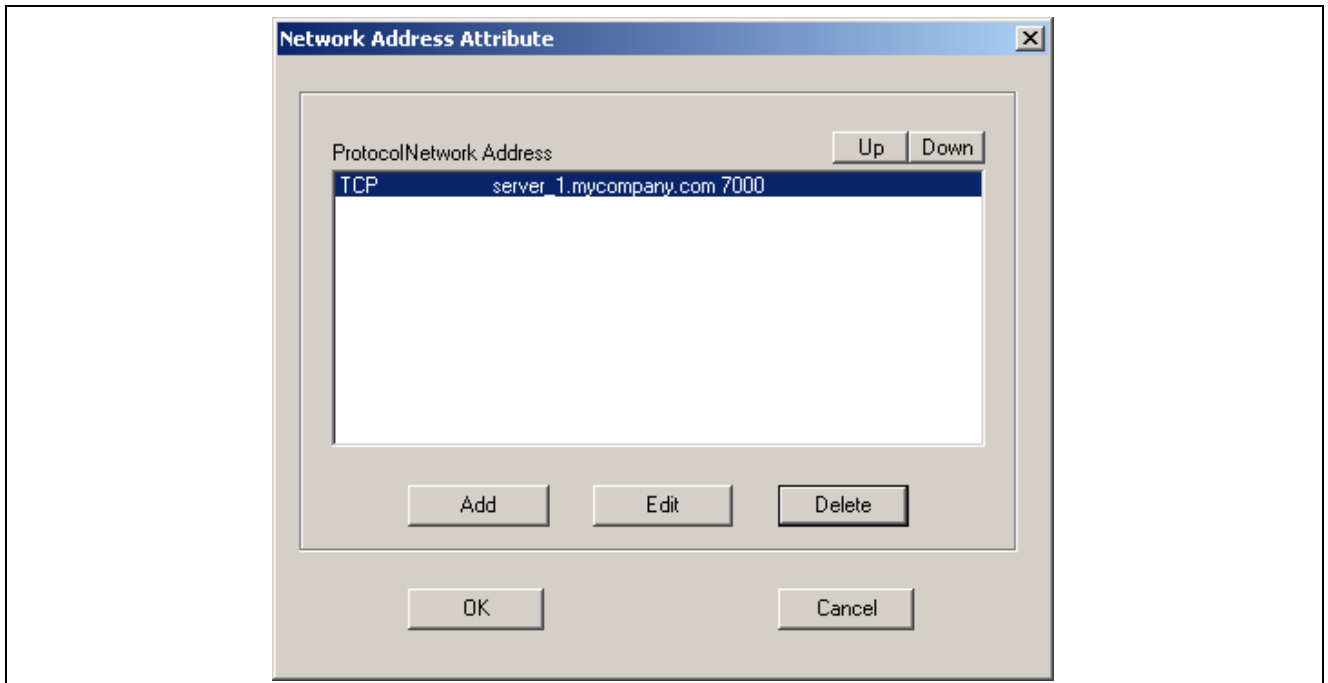 Network Address Attribute
Up Down
ProtocolNetwork Address
TCP server_1.mycompany.com 7000
Add Edit Delete
OK Cancel